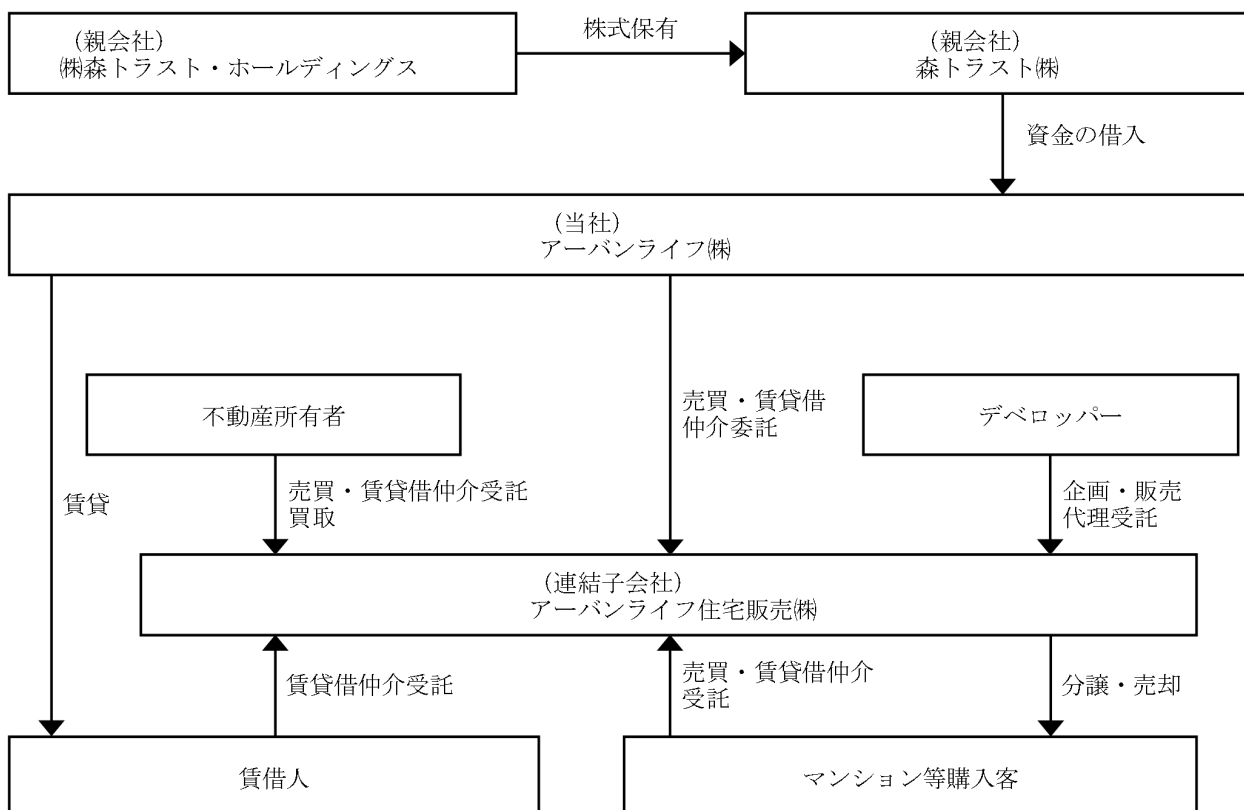 (親会社)
㈱森トラスト・ホールディングス
株式保有
(親会社)
森トラスト㈱
資金の借入
(当社)
アーバンライフ㈱
不動産所有者
売買・賃貸借
仲介委託
デベロッパー
賃貸
売買・賃貸借仲介受託
買取
企画・販売
代理受託
(連結子会社)
アーバンライフ住宅販売㈱
賃貸借仲介受託
売買・賃貸借仲介
受託
分譲・売却
賃借人
マンション等購入客